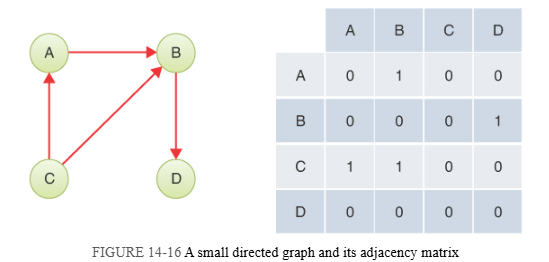 A B
C D
A B C D
A 0 1 0 0
B 0 0 0 1
C 1 1 0 0
D 0 0 0 0
FIGURE 14-16 A small directed graph and its adjacency matrix